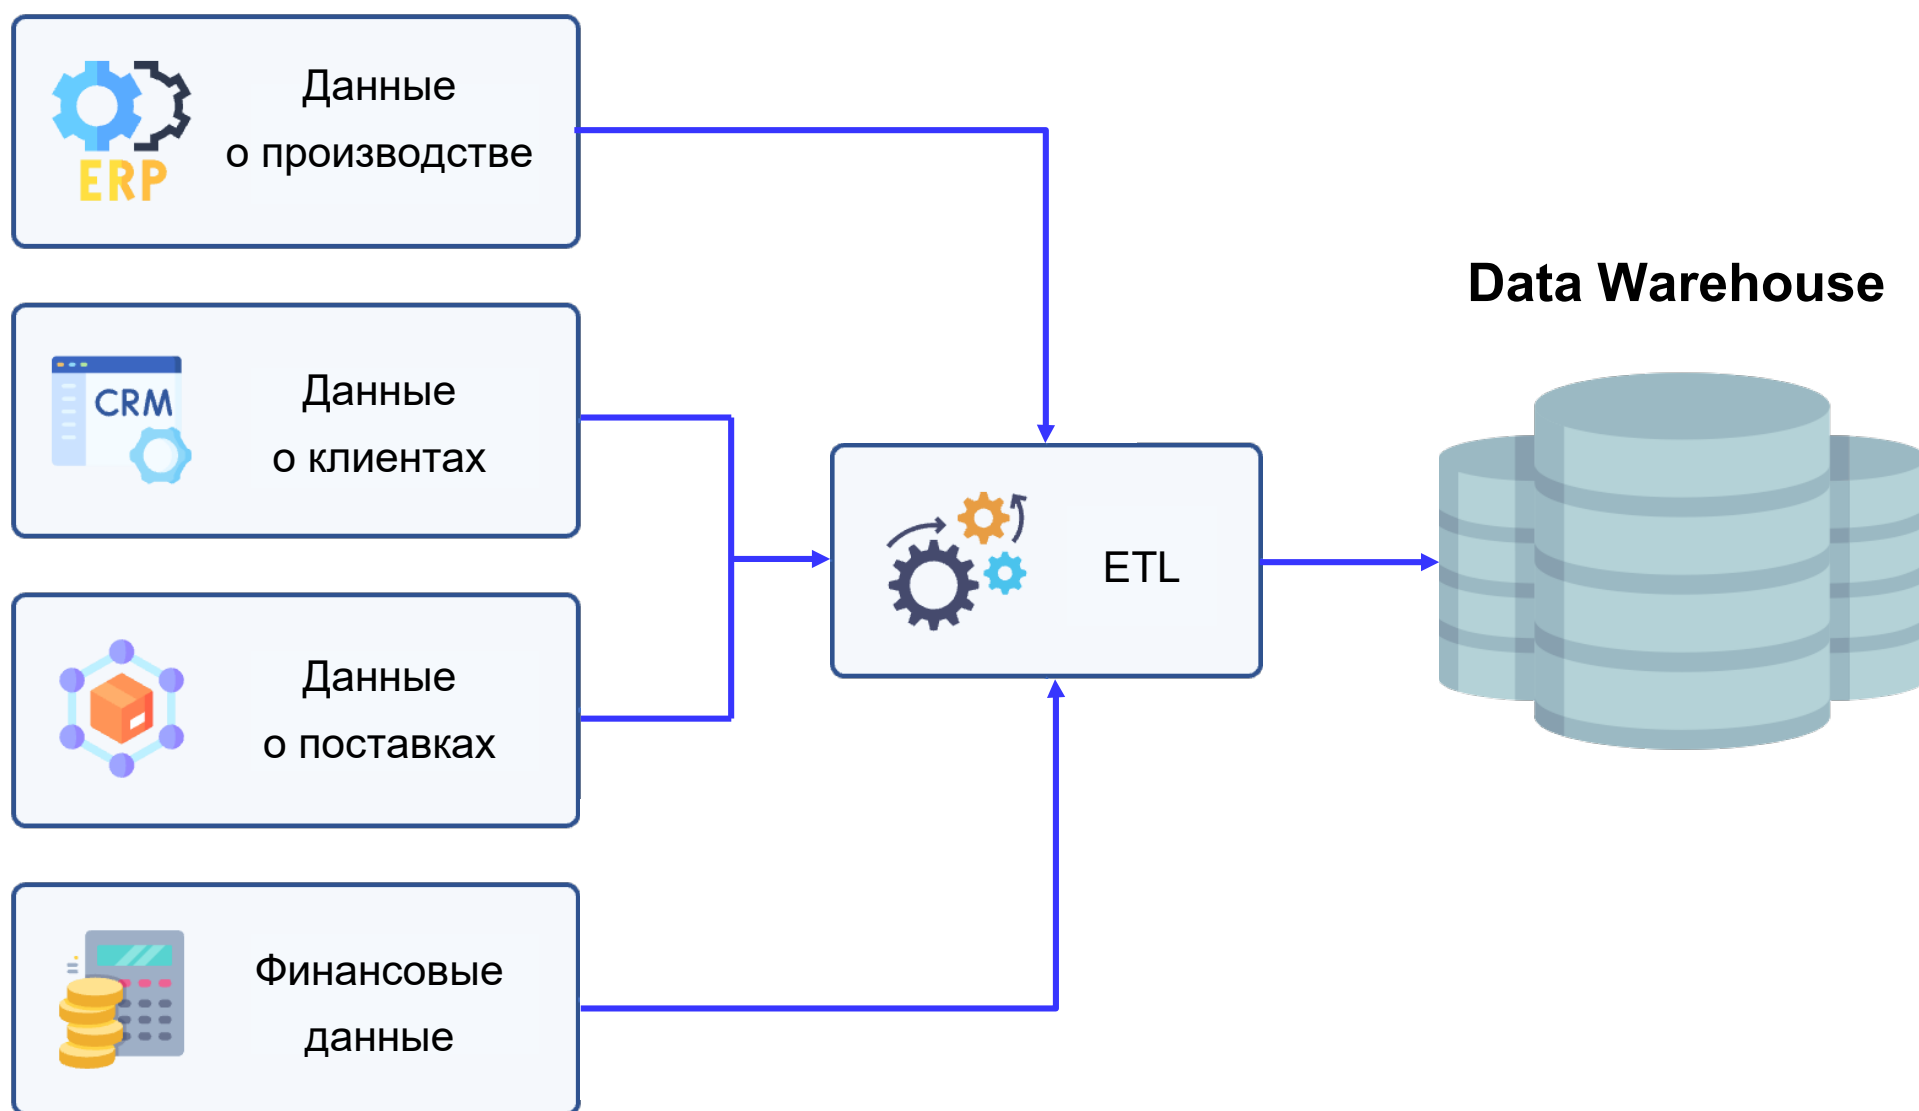 Данные
о производстве
ERP
Данные
о клиентах
CRM
Данные
о поставках
Финансовые
данные
ETL
Data Warehouse